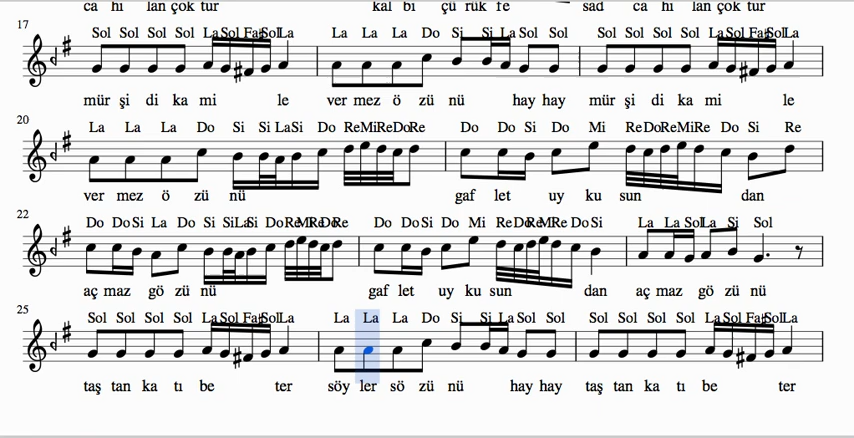 ca hi lan çok tur kal bi çü rük fe sad ca hi lan çok tur
17
Sol Sol Sol Sol La Sol Fa♯ Sol La La La La Do Si Si La Sol Sol Sol Sol Sol Sol La Sol Fa♯ Sol La
mür şi di ka mi le ver mez ö zü nü hay hay mür şi di ka mi le
20
La La La Do Si Si La Si Do Re Mi Re Do Re Do Do Si Do Mi Re Do Re Mi Re Do Si Re
ver mez ö zü nü gaf let uy ku sun dan
22
Do Do Si La Do Si Si La Si Do Re Mi Re Do Re Do Do Si Do Mi Re Do Re Mi Re Do Si La La Sol La Si Sol
aç maz gö zü nü gaf let uy ku sun dan aç maz gö zü nü
25
Sol Sol Sol Sol La Sol Fa♯ Sol La La La La Do Si Si La Sol Sol Sol Sol Sol Sol La Sol Fa♯ Sol La
taş tan ka tı be ter söy ler sö zü nü hay hay taş tan ka tı be ter